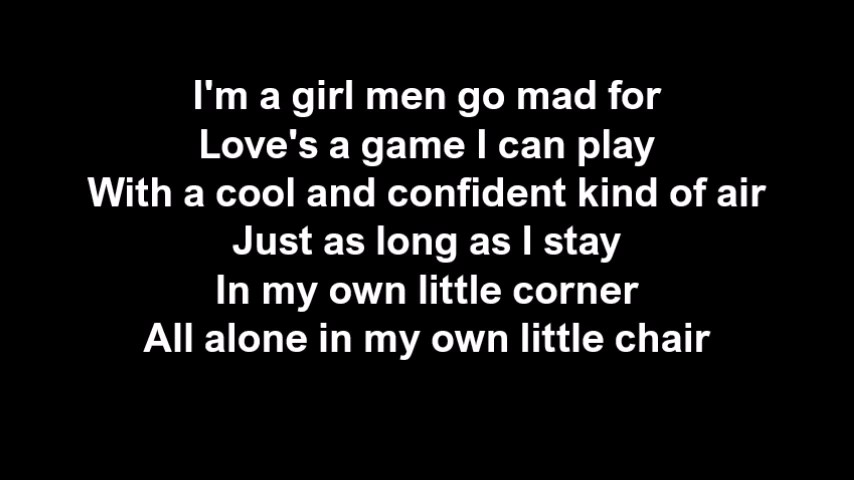 I'm a girl men go mad for
Love's a game I can play
With a cool and confident kind of air
Just as long as I stay
In my own little corner
All alone in my own little chair